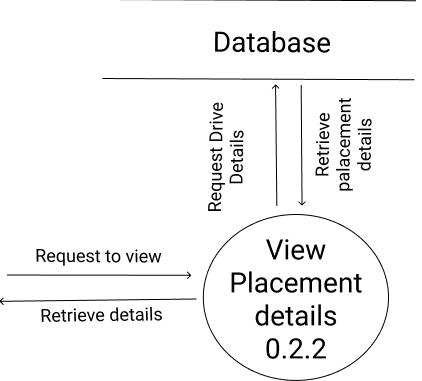 Database
Request Drive
Details
Retrieve
palacement
details
Request to view
Retrieve details
View
Placement
details
0.2.2